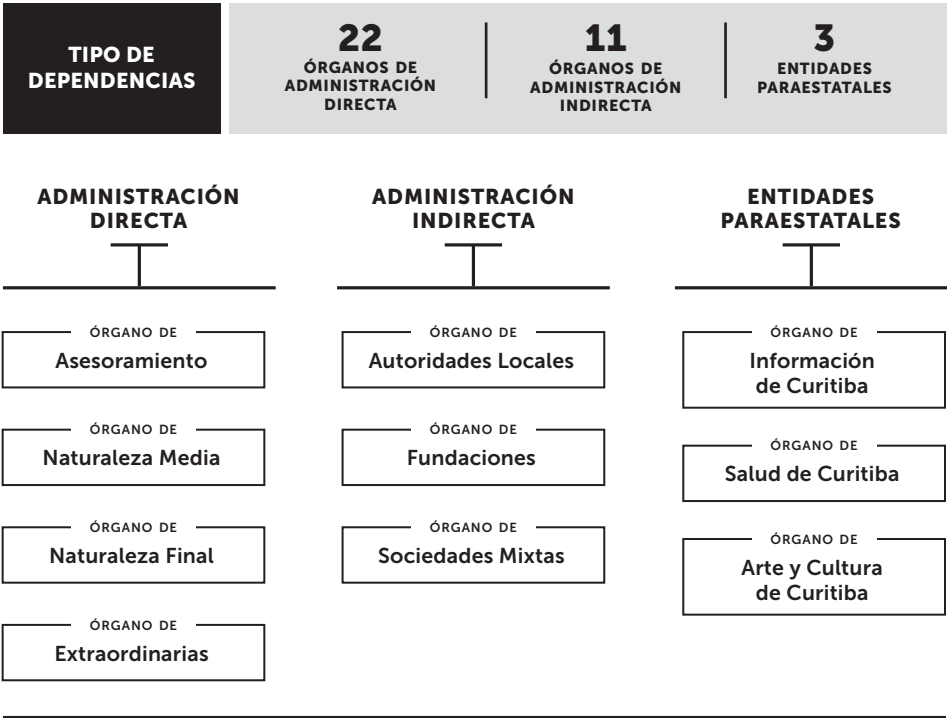 TIPO DE
DEPENDENCIAS
22
ÓRGANOS DE
ADMINISTRACIÓN
DIRECTA
11
ÓRGANOS DE
ADMINISTRACIÓN
INDIRECTA
3
ENTIDADES
PARAESTATALES
ADMINISTRACIÓN
DIRECTA
ÓRGANO DE
Asesoramiento
ÓRGANO DE
Naturaleza Media
ÓRGANO DE
Naturaleza Final
ÓRGANO DE
Extraordinarias
ADMINISTRACIÓN
INDIRECTA
ÓRGANO DE
Autoridades Locales
ÓRGANO DE
Fundaciones
ÓRGANO DE
Sociedades Mixtas
ENTIDADES
PARAESTATALES
ÓRGANO DE
Información
de Curitiba
ÓRGANO DE
Salud de Curitiba
ÓRGANO DE
Arte y Cultura
de Curitiba